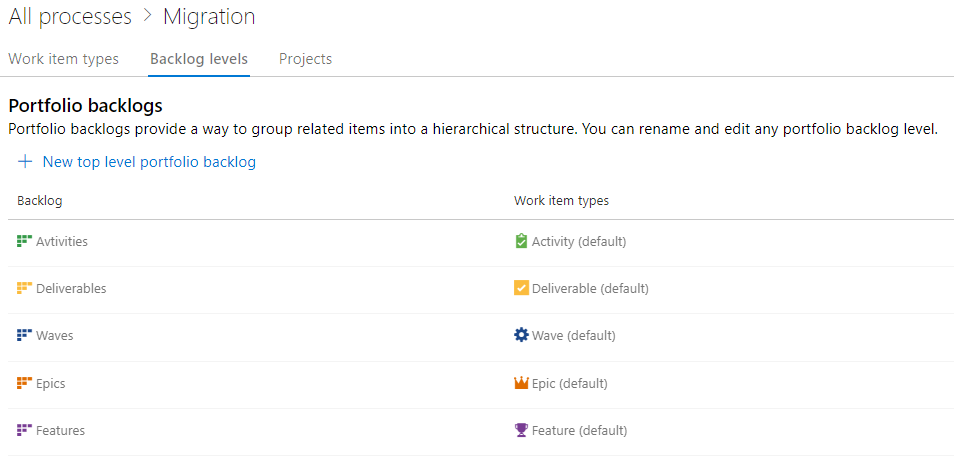 All processes > Migration
Work item types Backlog levels Projects
Portfolio backlogs
Portfolio backlogs provide a way to group related items into a hierarchical structure. You can rename and edit any portfolio backlog level.
+ New top level portfolio backlog
Backlog Work item types
Avtivities Activity (default)
Deliverables Deliverable (default)
Waves Wave (default)
Epics Epic (default)
Features Feature (default)